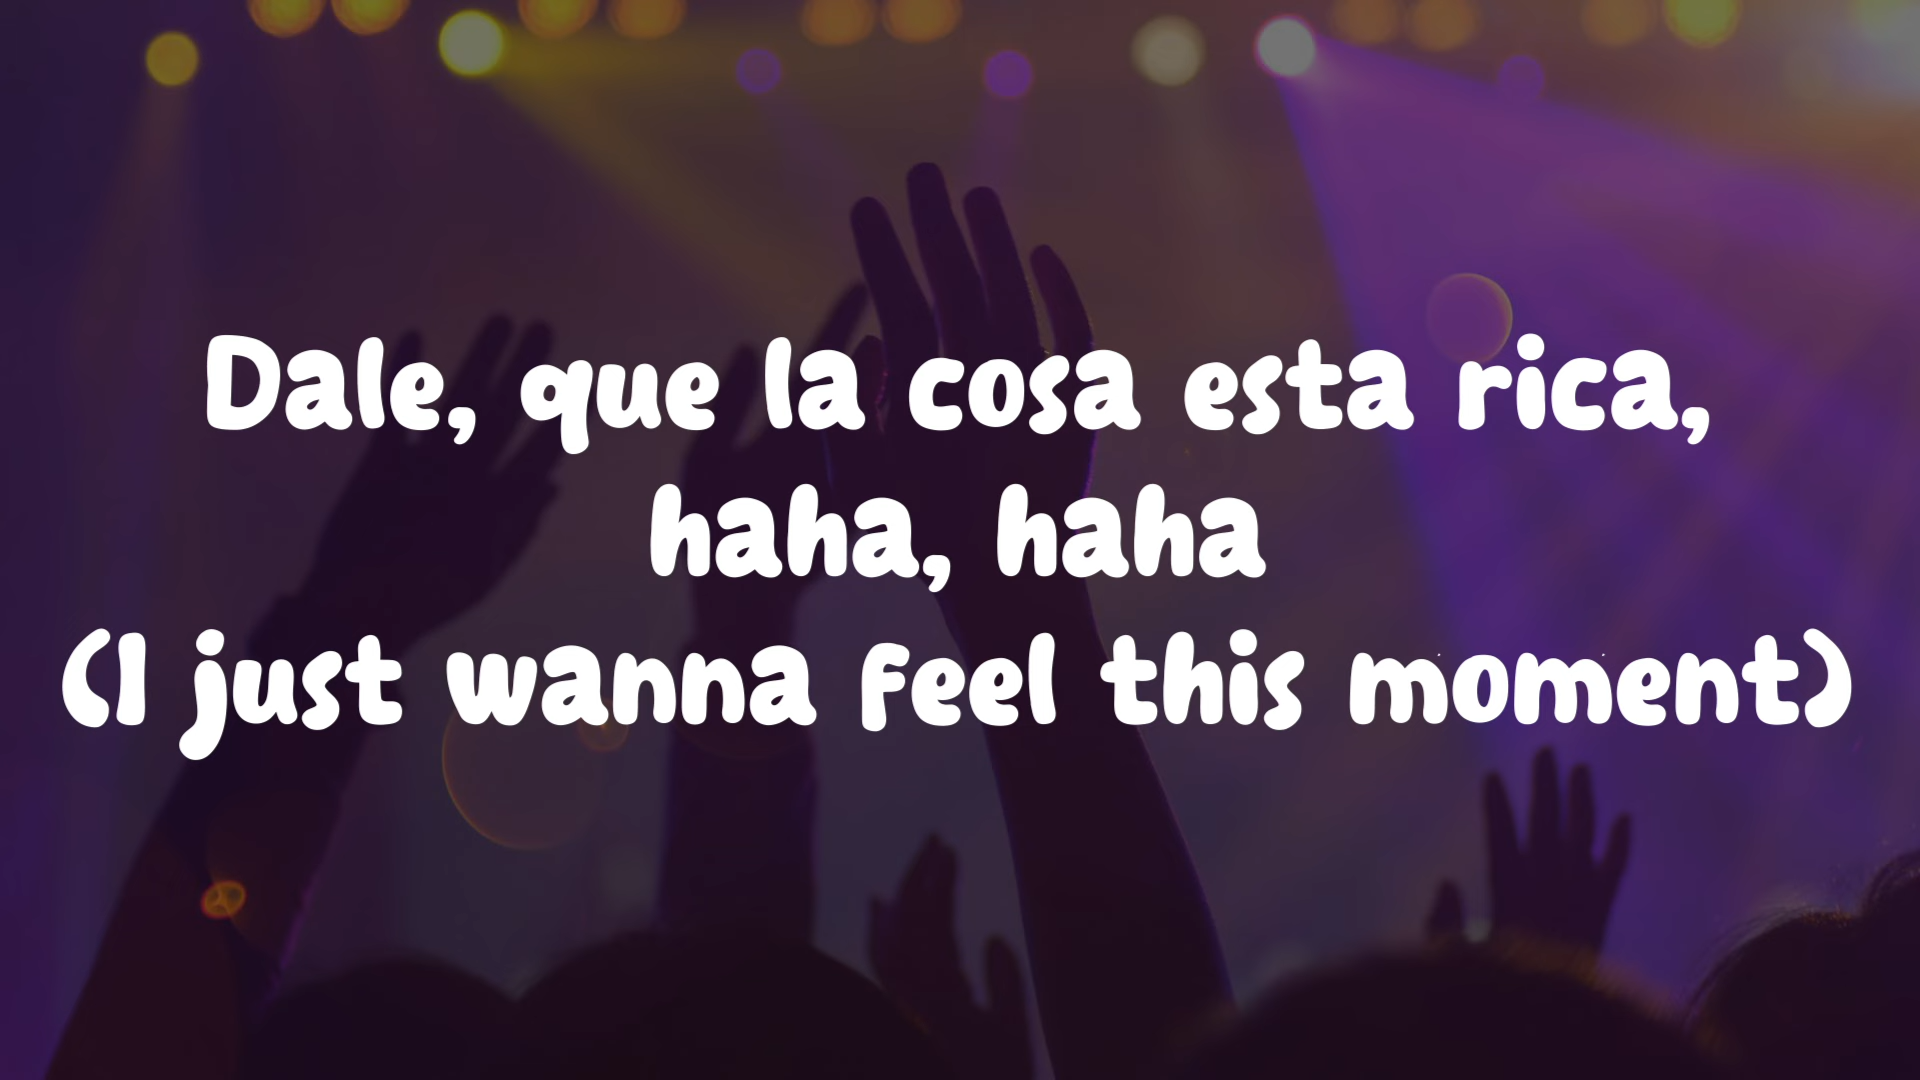 Dale, que la cosa esta rica,
haha, haha
(I just wanna feel this moment)